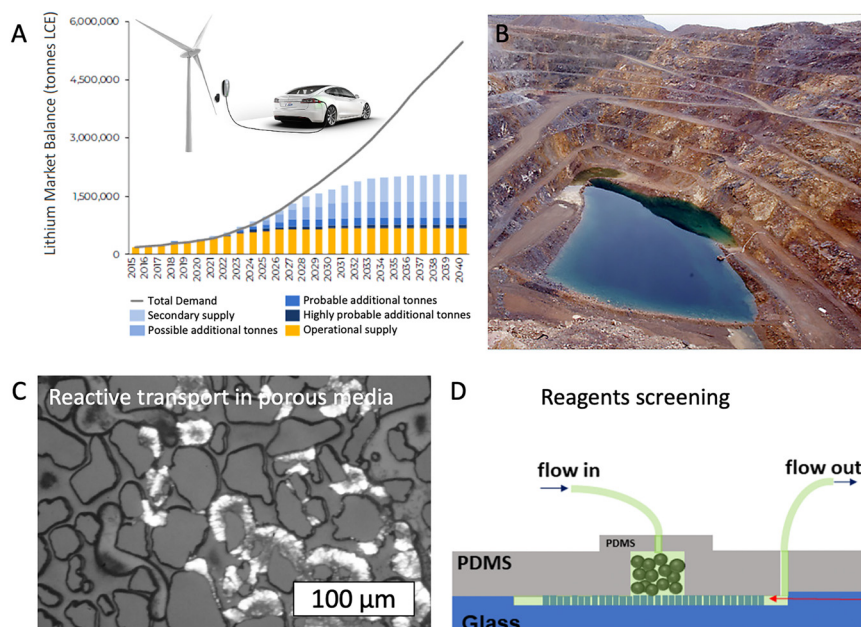 A
Lithium Market Balance (tonnes LCE)
6,000,000
4,500,000
3,000,000
1,500,000
0
2015
2016
2017
2018
2019
2020
2021
2022
2023
2024
2025
2026
2027
2028
2029
2030
2031
2032
2033
2034
2035
2036
2037
2038
2039
2040
Total Demand
Secondary supply
Possible additional tonnes
Probable additional tonnes
Highly probable additional tonnes
Operational supply
B
C
Reactive transport in porous media
100 µm
D
Reagents screening
flow in
flow out
PDMS
PDMS
Glass